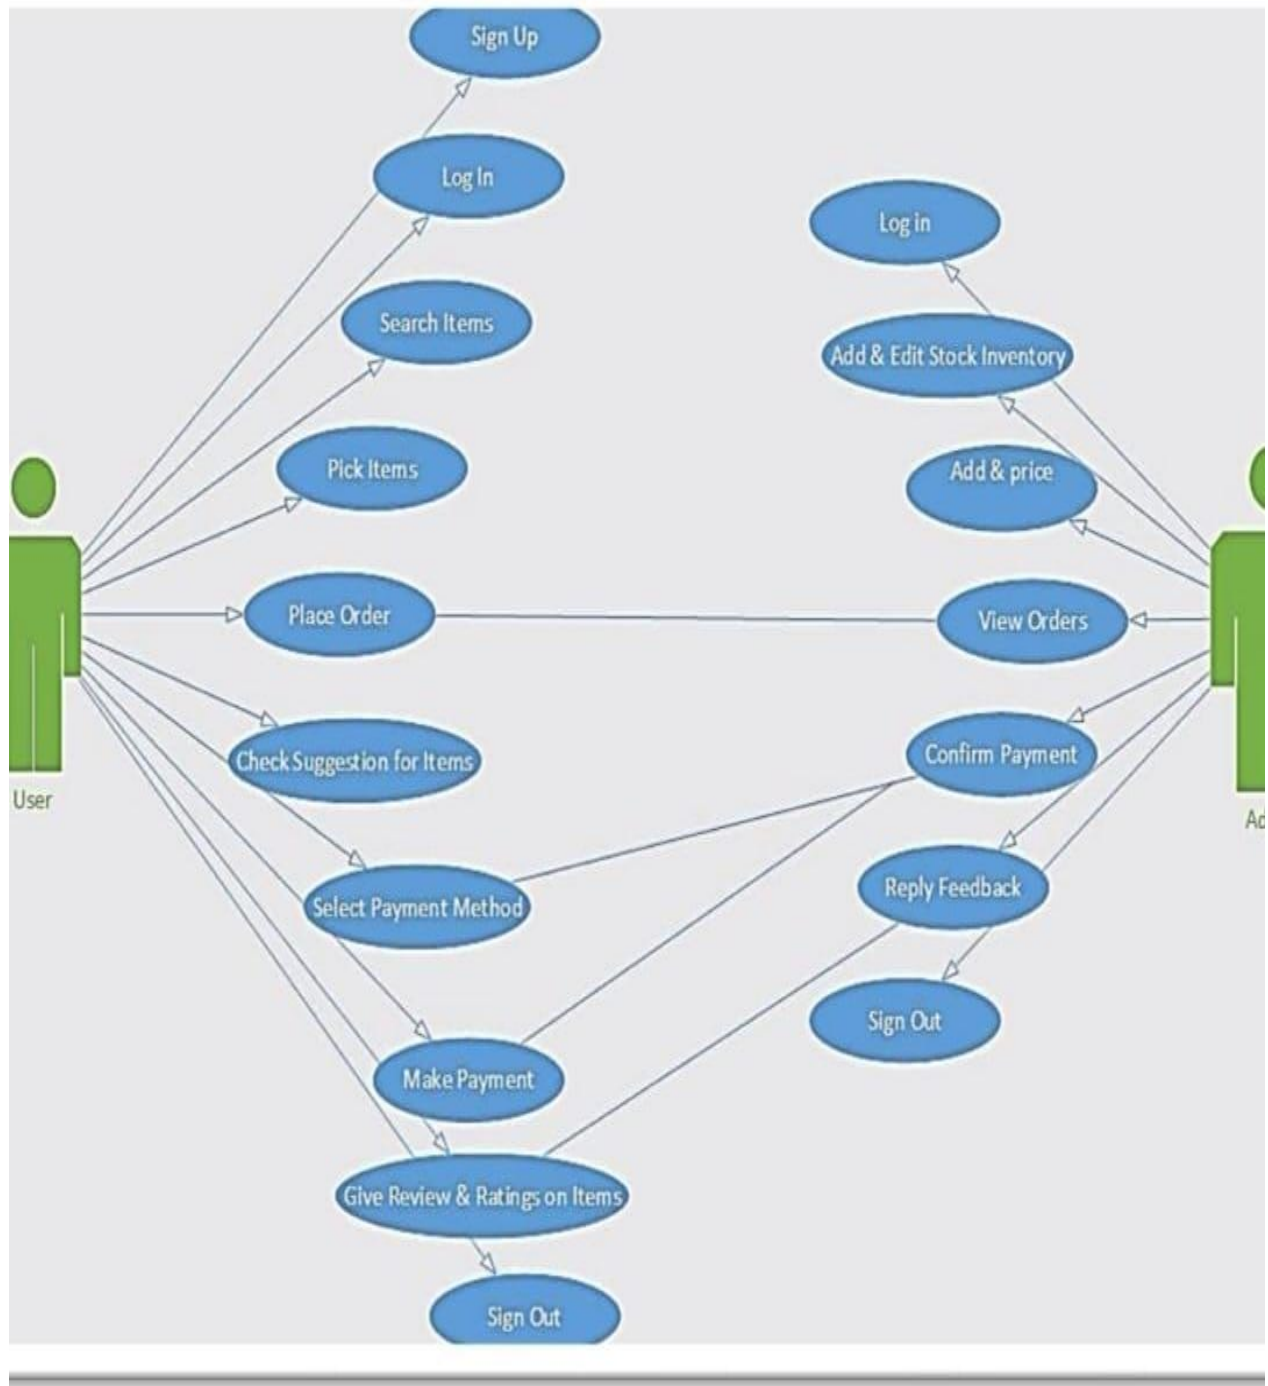 Sign Up
Log In
Log in
Search Items
Add & Edit Stock Inventory
Pick Items
Add & price
Place Order
View Orders
Check Suggestion for Items
Confirm Payment
User
Select Payment Method
Reply Feedback
Sign Out
Make Payment
Give Review & Ratings on Items
Sign Out